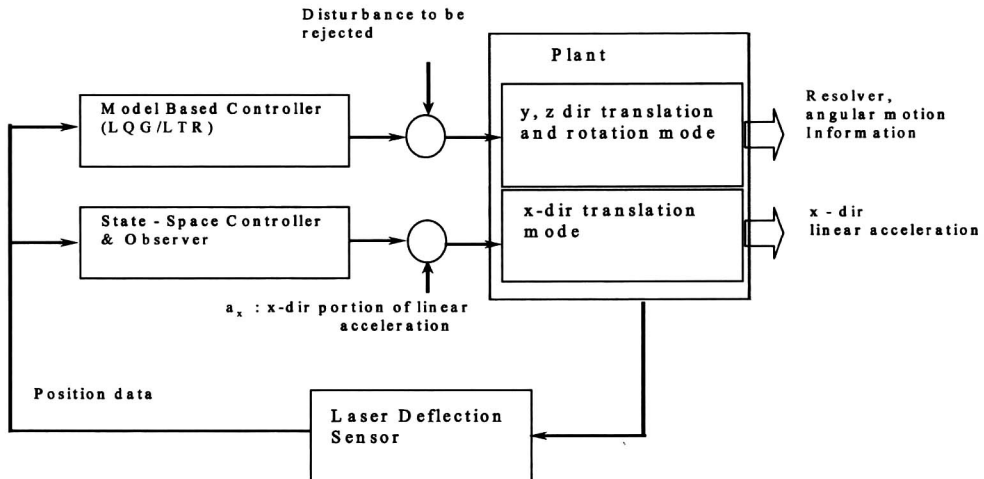 Disturbance to be
rejected
Plant
Model Based Controller
(LQG/LTR)
y, z dir translation
and rotation mode
Resolver,
angular motion
Information
State - Space Controller
& Observer
x-dir translation
mode
x - dir
linear acceleration
aₓ : x-dir portion of linear
acceleration
Position data
Laser Deflection
Sensor